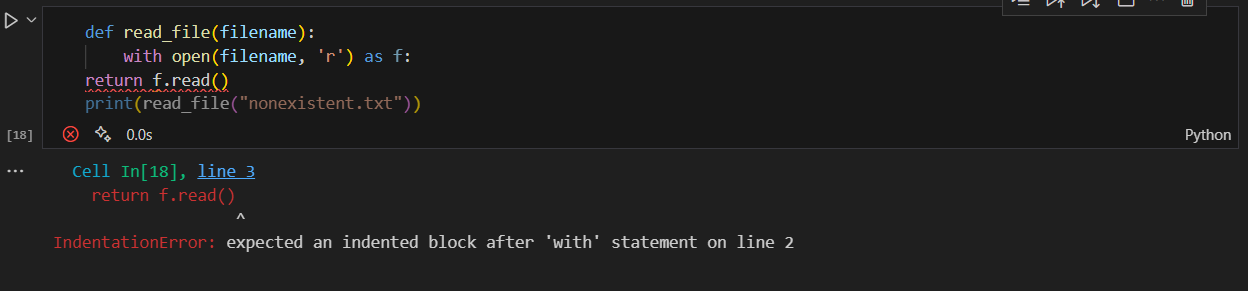 def read_file(filename):
    with open(filename, 'r') as f:
return f.read()
print(read_file("nonexistent.txt"))
[18]
0.0s
Python
...
Cell In[18], line 3
  return f.read()
                 ^
IndentationError: expected an indented block after 'with' statement on line 2